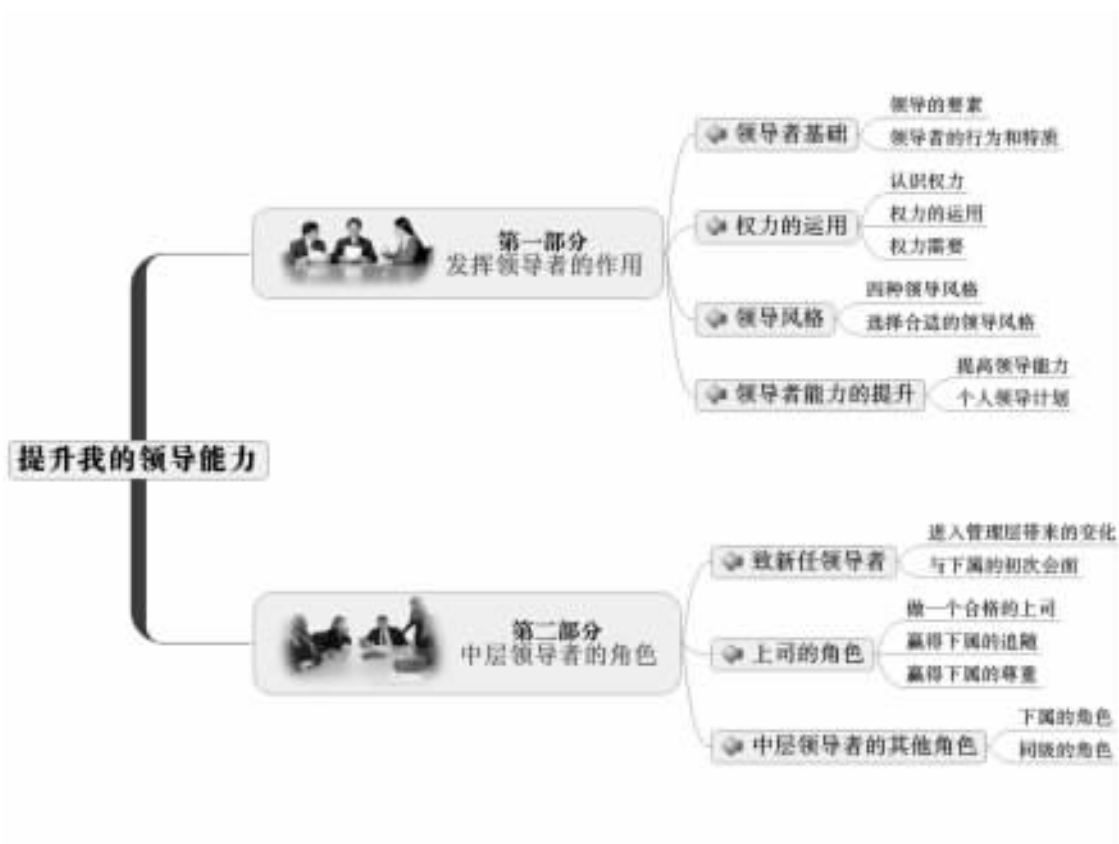 提升我的领导能力
第一部分
发挥领导者的作用
领导者基础
领导的要素
领导者的行为和特质
权力的运用
认识权力
权力的运用
权力需要
领导风格
四种领导风格
选择合适的领导风格
领导者能力的提升
提高领导能力
个人领导计划
第二部分
中层领导者的角色
致新任领导者
进入管理层带来的变化
与下属的初次会面
上司的角色
做一个合格的上司
赢得下属的追随
赢得下属的尊重
中层领导者的其他角色
下属的角色
同级的角色